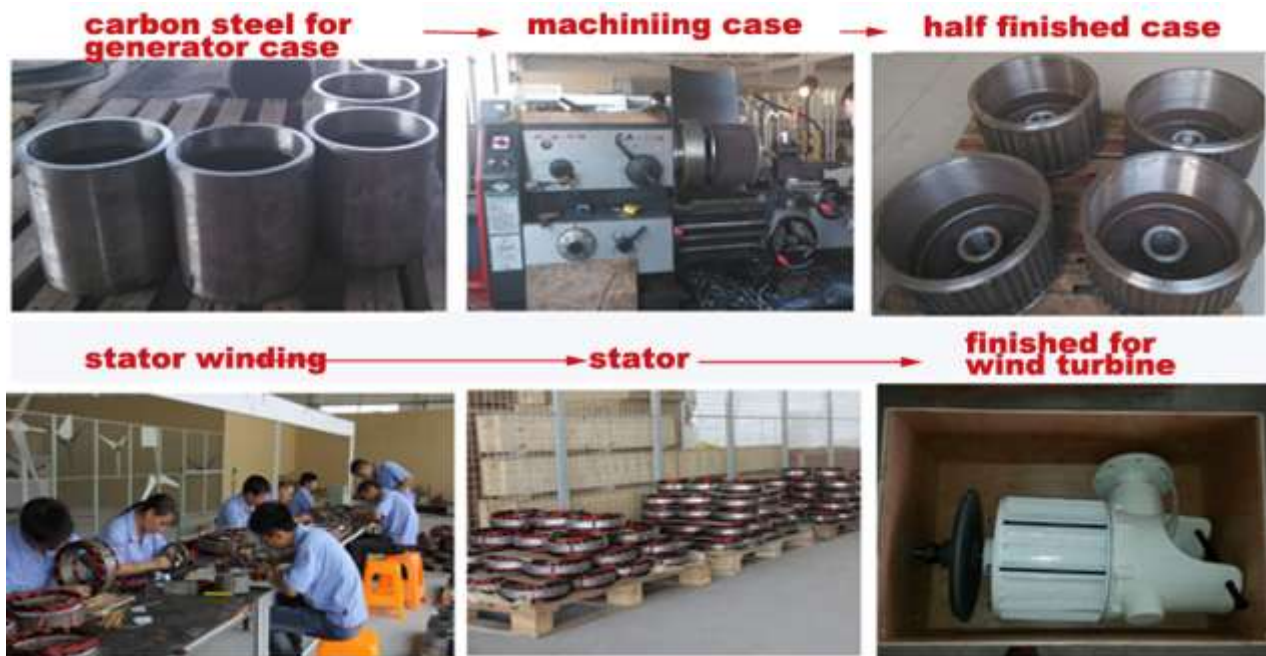 carbon steel for
generator case
machiniing case
half finished case
stator winding
stator
finished for
wind turbine